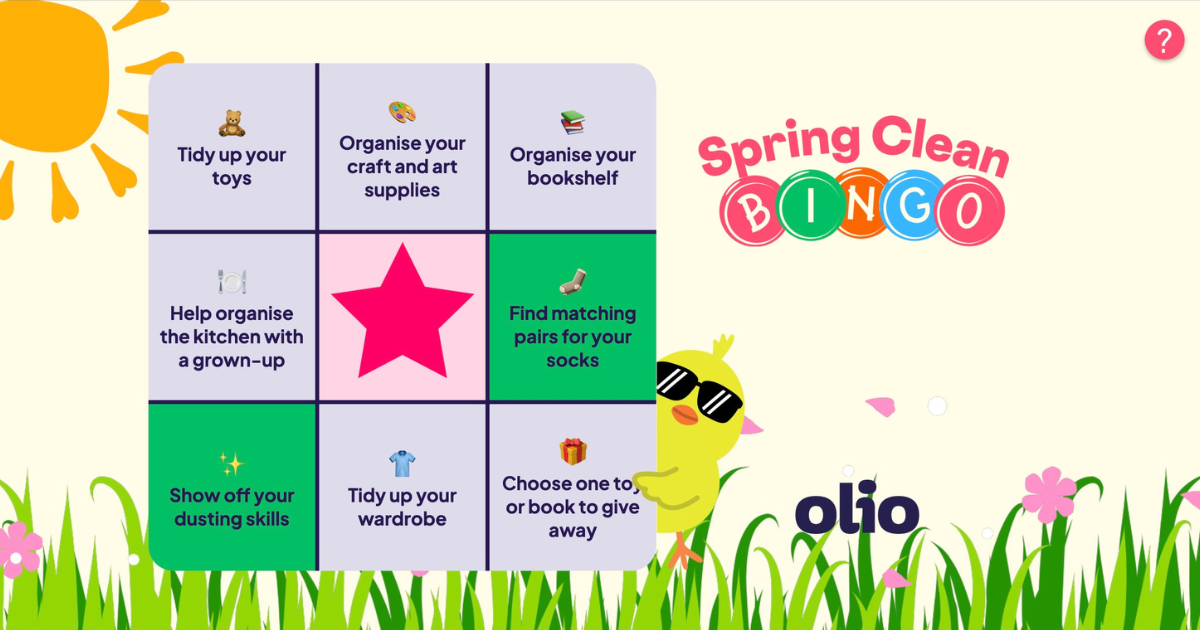 ?
Spring Clean
BINGO
Tidy up your
toys
Organise your
craft and art
supplies
Organise your
bookshelf
Help organise
the kitchen with
a grown-up
Find matching
pairs for your
socks
Show off your
dusting skills
Tidy up your
wardrobe
Choose one toy
or book to give
away
olio